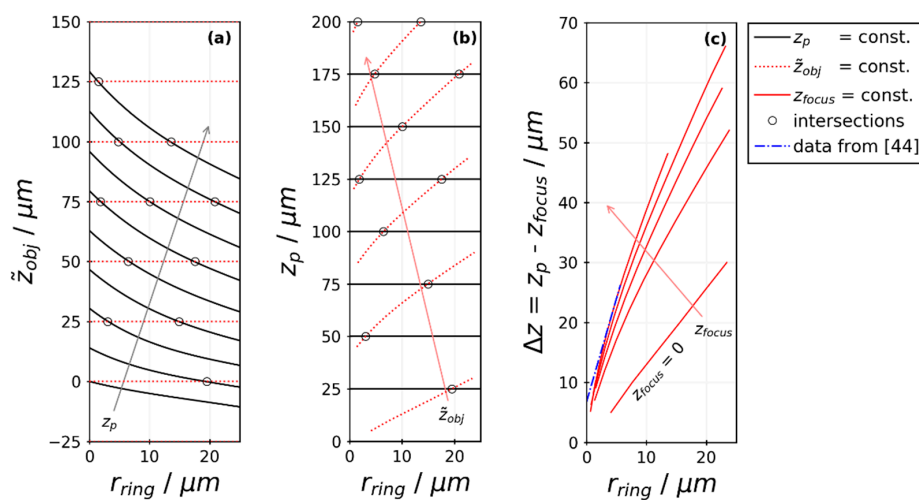 (a)
150
125
100
75
50
25
0
−25
z̃obj / μm
zp
0 10 20
rring / μm
(b)
200
175
150
125
100
75
50
25
0
zp / μm
z̃obj
0 10 20
rring / μm
(c)
70
60
50
40
30
20
10
0
Δz = zp - zfocus / μm
zfocus
zfocus = 0
0 10 20
rring / μm
zp = const.
z̃obj = const.
zfocus = const.
intersections
data from [44]